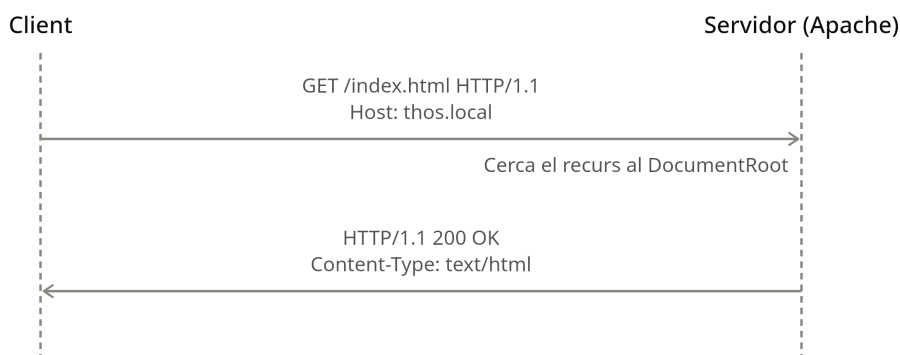 Client
Servidor (Apache)
GET /index.html HTTP/1.1
Host: thos.local
Cerca el recurs al DocumentRoot
HTTP/1.1 200 OK
Content-Type: text/html